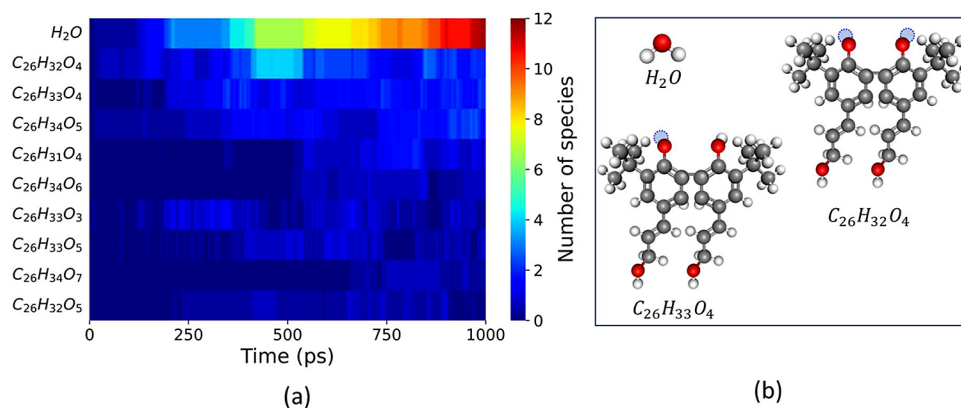 H₂O
C₂₆H₃₂O₄
C₂₆H₃₃O₄
C₂₆H₃₄O₅
C₂₆H₃₁O₄
C₂₆H₃₄O₆
C₂₆H₃₃O₃
C₂₆H₃₃O₅
C₂₆H₃₄O₇
C₂₆H₃₂O₅
0 250 500 750 1000
Time (ps)
12
10
8
6
4
2
0
Number of species
(a)
H₂O
C₂₆H₃₂O₄
C₂₆H₃₃O₄
(b)